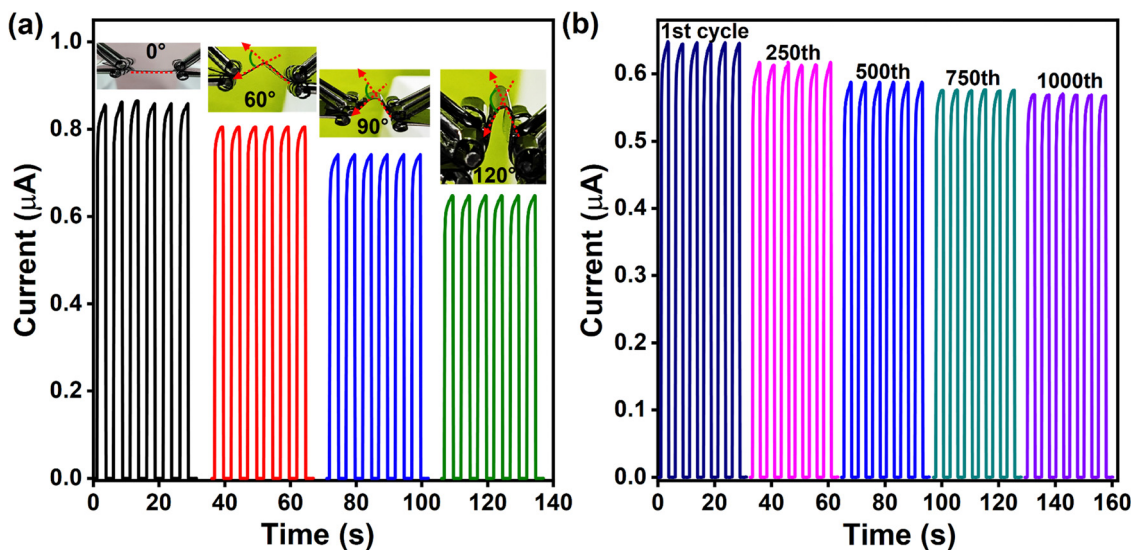 (a)
1.0
0.8
0.6
0.4
0.2
0.0
Current (μA)
0°
60°
90°
120°
0 20 40 60 80 100 120 140
Time (s)
(b)
0.6
0.5
0.4
0.3
0.2
0.1
0.0
Current (μA)
1st cycle
250th
500th
750th
1000th
0 20 40 60 80 100 120 140 160
Time (s)